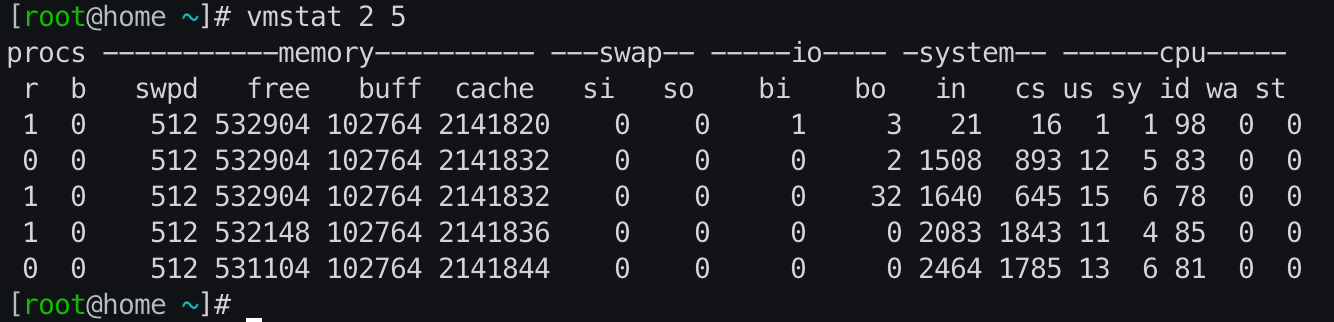 [root@home ~]# vmstat 2 5
procs -----------memory---------- ---swap-- -----io---- -system-- ------cpu-----
 r  b   swpd   free   buff  cache   si   so    bi    bo   in   cs us sy id wa st
 1  0    512 532904 102764 2141820    0    0     1     3   21   16  1  1 98  0  0
 0  0    512 532904 102764 2141832    0    0     0     2 1508  893 12  5 83  0  0
 1  0    512 532904 102764 2141832    0    0     0    32 1640  645 15  6 78  0  0
 1  0    512 532148 102764 2141836    0    0     0     0 2083 1843 11  4 85  0  0
 0  0    512 531104 102764 2141844    0    0     0     0 2464 1785 13  6 81  0  0
[root@home ~]#